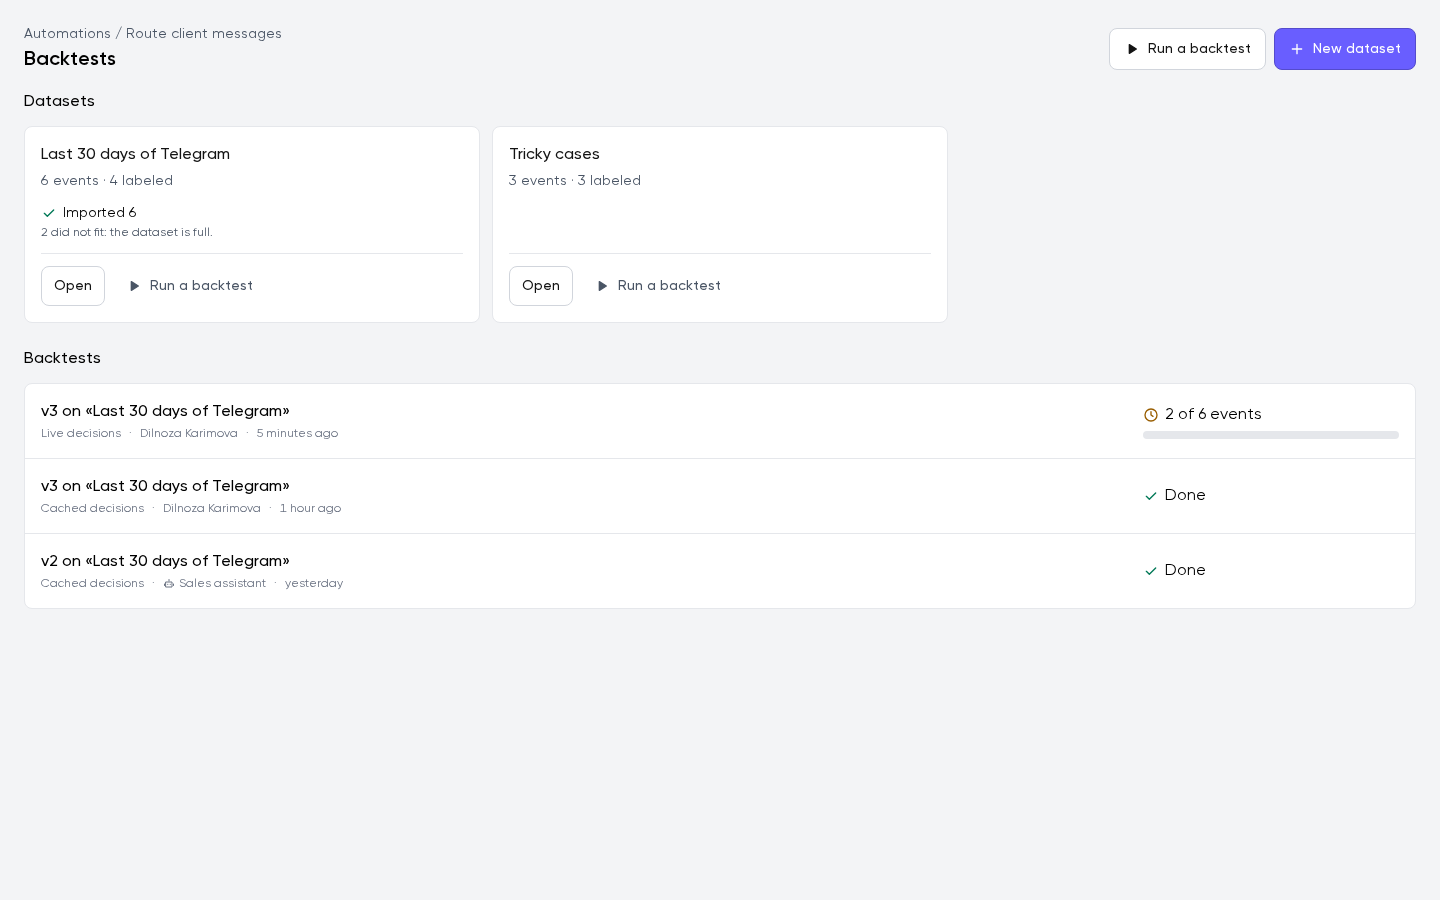 Automations / Route client messages
Backtests
Run a backtest
New dataset
Datasets
Last 30 days of Telegram
6 events · 4 labeled
Imported 6
2 did not fit: the dataset is full.
Open
Run a backtest
Tricky cases
3 events · 3 labeled
Open
Run a backtest
Backtests
v3 on «Last 30 days of Telegram»
Live decisions · Dilnoza Karimova · 5 minutes ago
2 of 6 events
v3 on «Last 30 days of Telegram»
Cached decisions · Dilnoza Karimova · 1 hour ago
Done
v2 on «Last 30 days of Telegram»
Cached decisions · Sales assistant · yesterday
Done